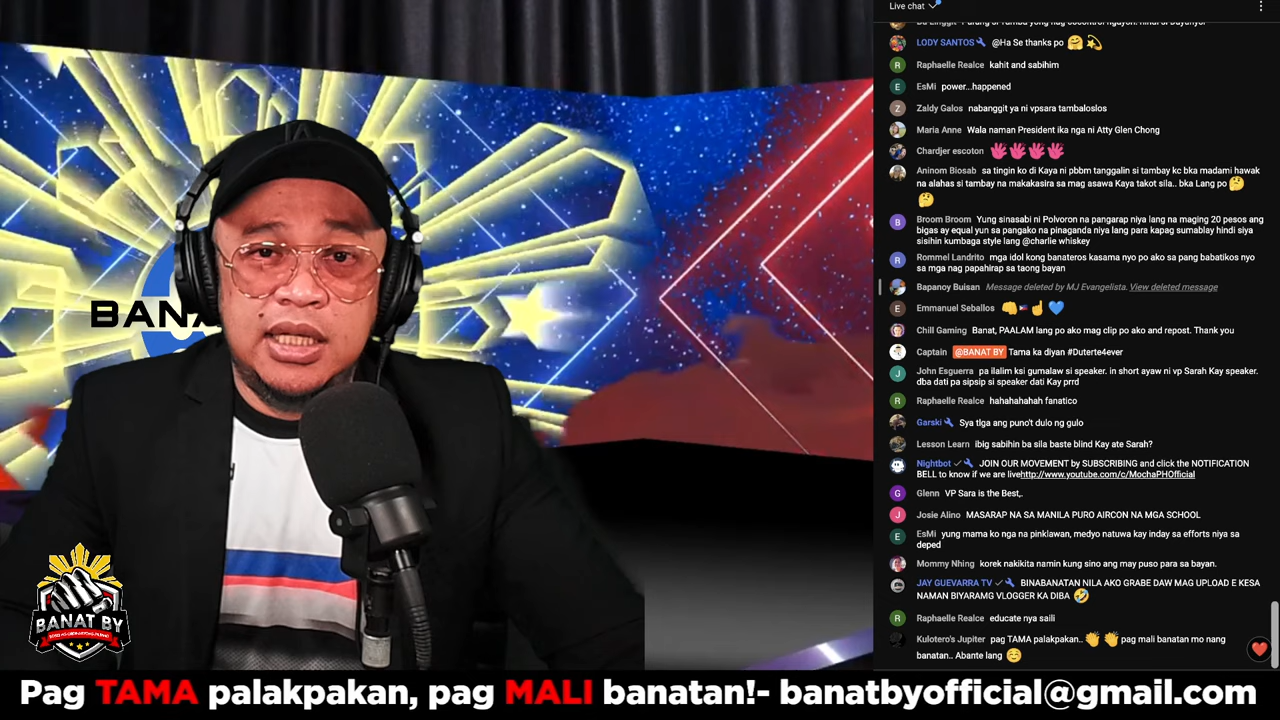 Live chat
LODY SANTOS @Ha Se thanks po
Raphaelle Realce kahit and sabihim
EsMi power...happened
Zaldy Galos nabanggit ya ni vpsara tambaloslos
Maria Anne Wala naman President ika nga ni Atty Glen Chong
Chardjer escoton
Aninom Biosab sa tingin ko di Kaya ni pbbm tanggalin si tambay kc bka madami hawak
na alahas si tambay na makakasira sa mag asawa Kaya takot sila.. bka Lang po
Broom Broom Yung sinasabi ni Polvoron na pangarap niya lang na maging 20 pesos ang
bigas ay equal yun sa pangako na pinaganda niya lang para kapag sumablay hindi siya
sisihin kumbaga style lang @charlie whiskey
Rommel Landrito mga idol kong banateros kasama nyo po ako sa pang babatikos nyo
sa mga nag papahirap sa taong bayan
Bapanoy Buisan Message deleted by MJ Evangelista. View deleted message
Emmanuel Seballos
Chill Gaming Banat, PAALAM lang po ako mag clip po ako and repost. Thank you
Captain @BANAT BY Tama ka diyan #Duterte4ever
John Esguerra pa ilalim ksi gumalaw si speaker. in short ayaw ni vp Sarah Kay speaker.
dba dati pa sipsip si speaker dati Kay prrd
Raphaelle Realce hahahahahah fanatico
Garski Sya tlga ang puno't dulo ng gulo
Lesson Learn ibig sabihin ba sila baste blind Kay ate Sarah?
Nightbot JOIN OUR MOVEMENT by SUBSCRIBING and click the NOTIFICATION
BELL to know if we are livehttp://www.youtube.com/c/MochaPHOfficial
Glenn VP Sara is the Best,.
Josie Alino MASARAP NA SA MANILA PURO AIRCON NA MGA SCHOOL
EsMi yung mama ko nga na pinklawan, medyo natuwa kay inday sa efforts niya sa
deped
Mommy Nhing korek nakikita namin kung sino ang may puso para sa bayan.
JAY GUEVARRA TV BINABANATAN NILA AKO GRABE DAW MAG UPLOAD E KESA
NAMAN BIYARAMG VLOGGER KA DIBA
Raphaelle Realce educate nya saili
Kulotero's Jupiter pag TAMA palakpakan.. pag mali banatan mo nang
banatan.. Abante lang
BANA
BANAT BY
Pag TAMA palakpakan, pag MALI banatan!- banatbyofficial@gmail.com